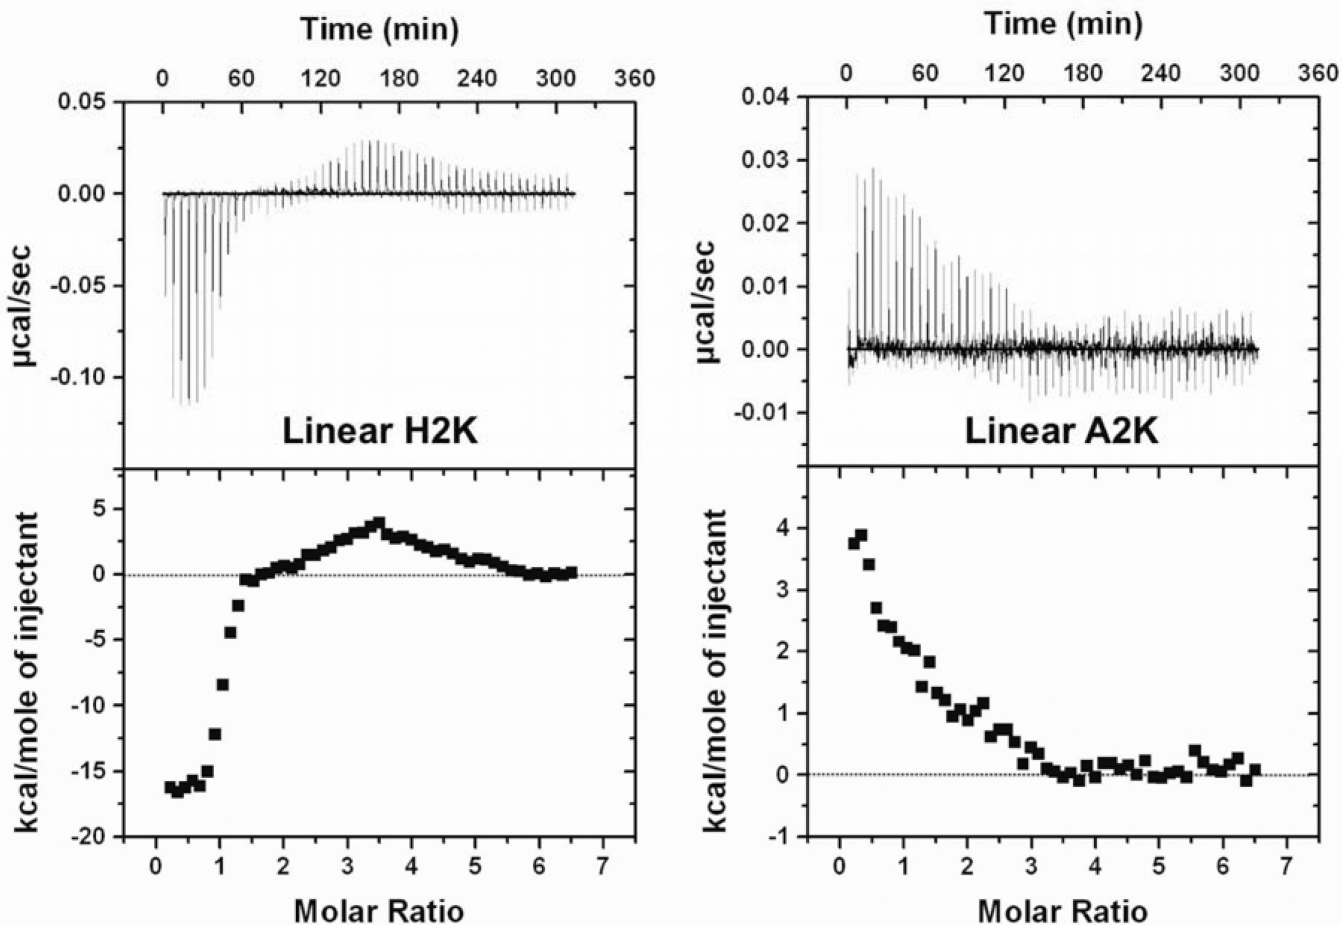 Time (min)
0 60 120 180 240 300 360
0.05
0.00
-0.05
-0.10
µcal/sec
Linear H2K
5
0
-5
-10
-15
-20
kcal/mole of injectant
0 1 2 3 4 5 6 7
Molar Ratio
Time (min)
0 60 120 180 240 300 360
0.04
0.03
0.02
0.01
0.00
-0.01
µcal/sec
Linear A2K
4
3
2
1
0
-1
kcal/mole of injectant
0 1 2 3 4 5 6 7
Molar Ratio